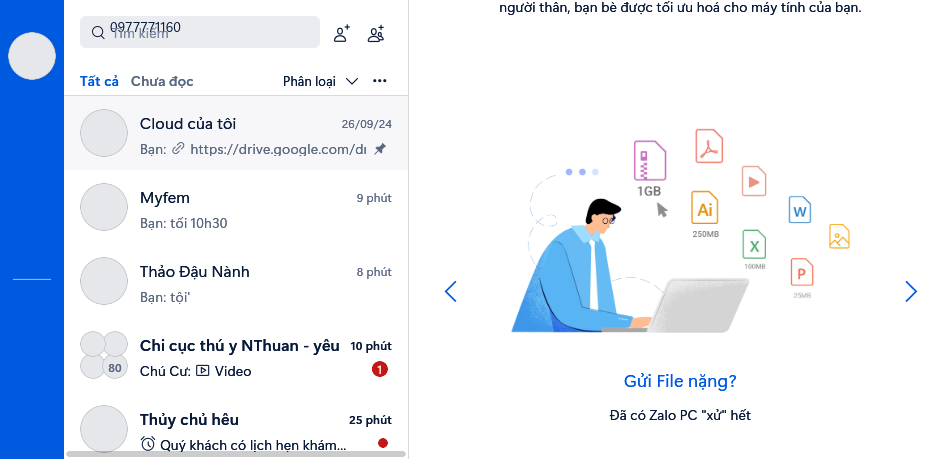 người thân, bạn bè được tối ưu hoá cho máy tính của bạn.
0977771160
Tìm kiếm
Tất cả Chưa đọc Phân loại
Cloud của tôi 26/09/24
Bạn: https://drive.google.com/dr
Myfem 9 phút
Bạn: tối 10h30
Thảo Đậu Nành 8 phút
Bạn: tội'
Chi cục thú y NThuan - yêu 10 phút
80 Chú Cư: Video 1
Thủy chủ hêu 25 phút
Quý khách có lịch hẹn khám...
1GB
Ai
250MB
W
X
100MB
P
25MB
Gửi File nặng?
Đã có Zalo PC "xử" hết